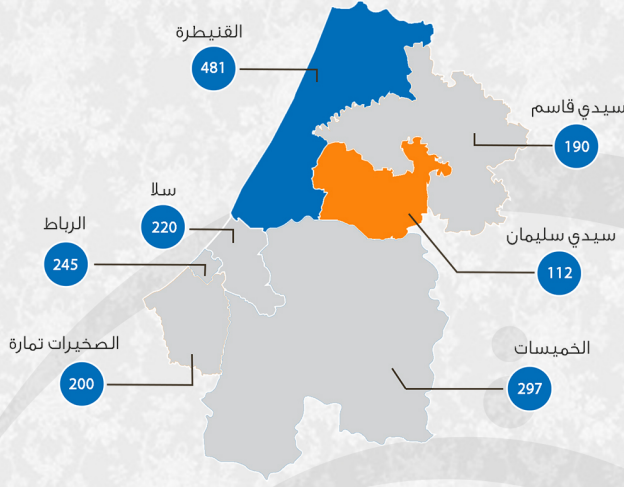 القنيطرة
481
سيدي قاسم
190
سلا
220
الرباط
245
سيدي سليمان
112
الصخيرات تمارة
200
الخميسات
297